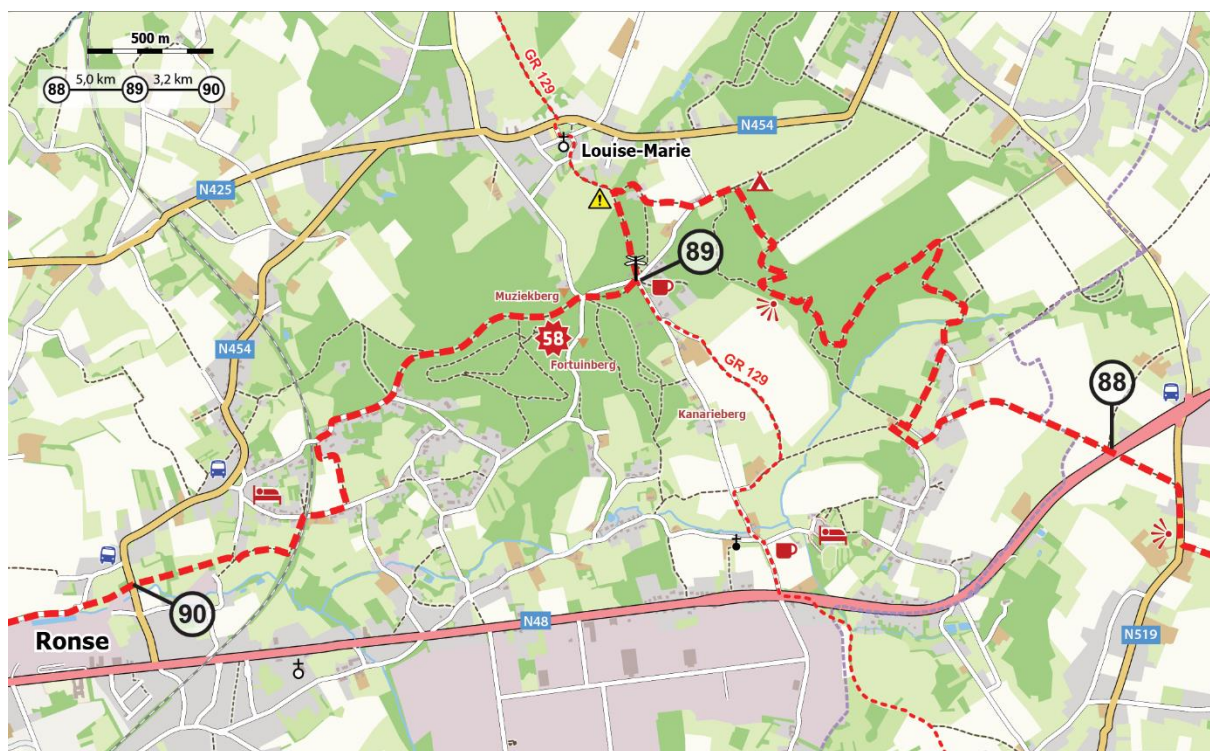 500 m
88 5,0 km 89 3,2 km 90
GR 129
N454
Louise-Marie
N425
!
89
Muziekberg
58
Fortuinberg
N454
GR 129
88
Kanarieberg
90
Ronse
N48
N519